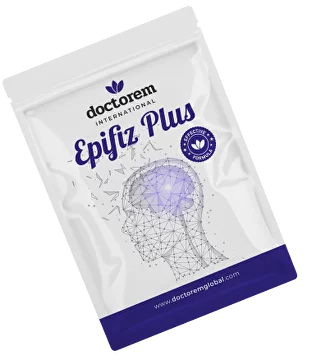 doctorem
INTERNATIONAL
Epifiz Plus
EFFECTIVE
FORMULA
www.doctoremglobal.com